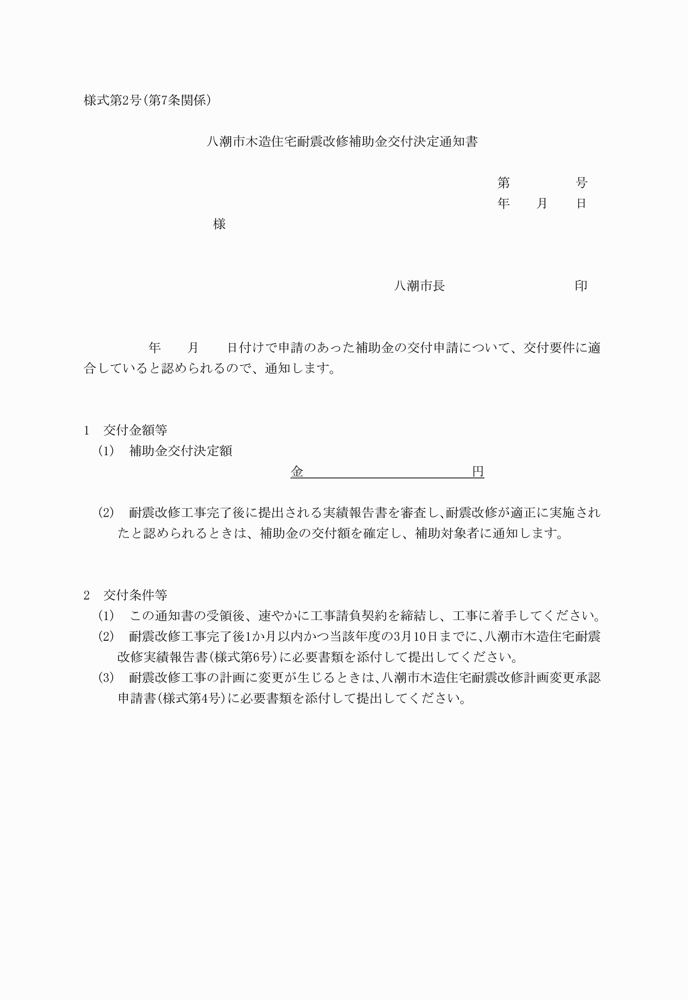 様式第2号(第7条関係)
八潮市木造住宅耐震改修補助金交付決定通知書
第　　　　　号
年　　月　　日
様
八潮市長　　　　　　　　　　印
年　　月　　日付けで申請のあった補助金の交付申請について、交付要件に適
合していると認められるので、通知します。
1　交付金額等
(1)　補助金交付決定額
金　　　　　　　　　　　　　円
(2)　耐震改修工事完了後に提出される実績報告書を審査し、耐震改修が適正に実施され
たと認められるときは、補助金の交付額を確定し、補助対象者に通知します。
2　交付条件等
(1)　この通知書の受領後、速やかに工事請負契約を締結し、工事に着手してください。
(2)　耐震改修工事完了後1か月以内かつ当該年度の3月10日までに、八潮市木造住宅耐震
改修実績報告書(様式第6号)に必要書類を添付して提出してください。
(3)　耐震改修工事の計画に変更が生じるときは、八潮市木造住宅耐震改修計画変更承認
申請書(様式第4号)に必要書類を添付して提出してください。